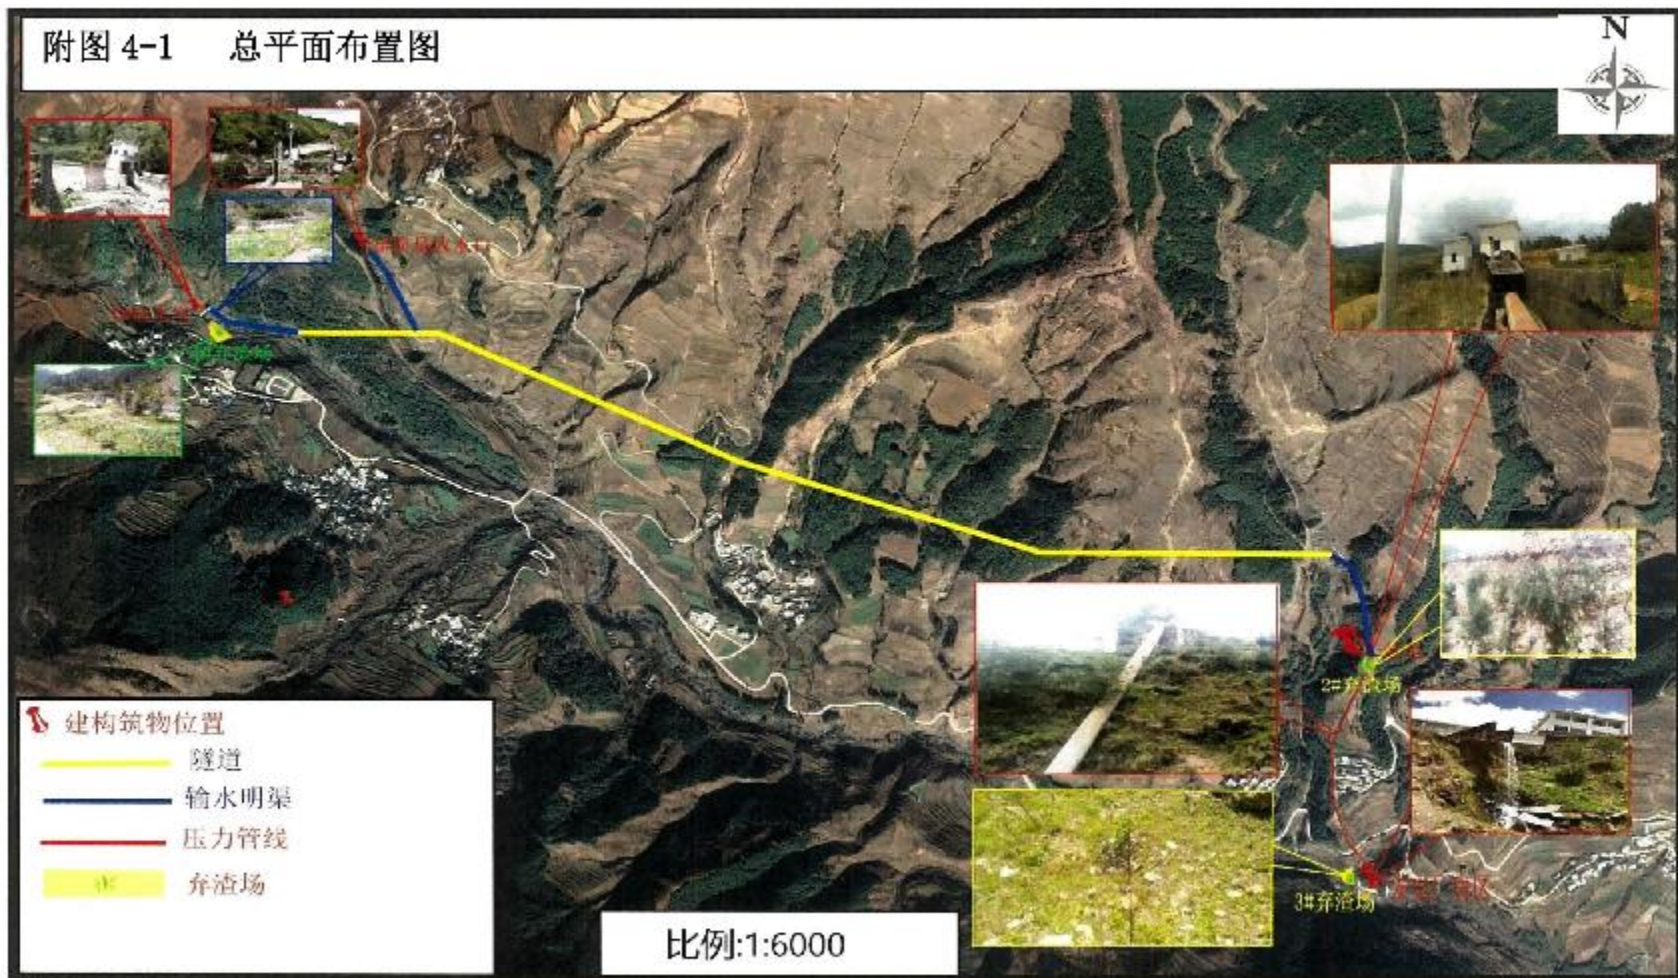 附图 4-1 总平面布置图
N
2#弃渣场
3#弃渣场
建构筑物位置
隧道
输水明渠
压力管线
弃渣场
比例:1:6000